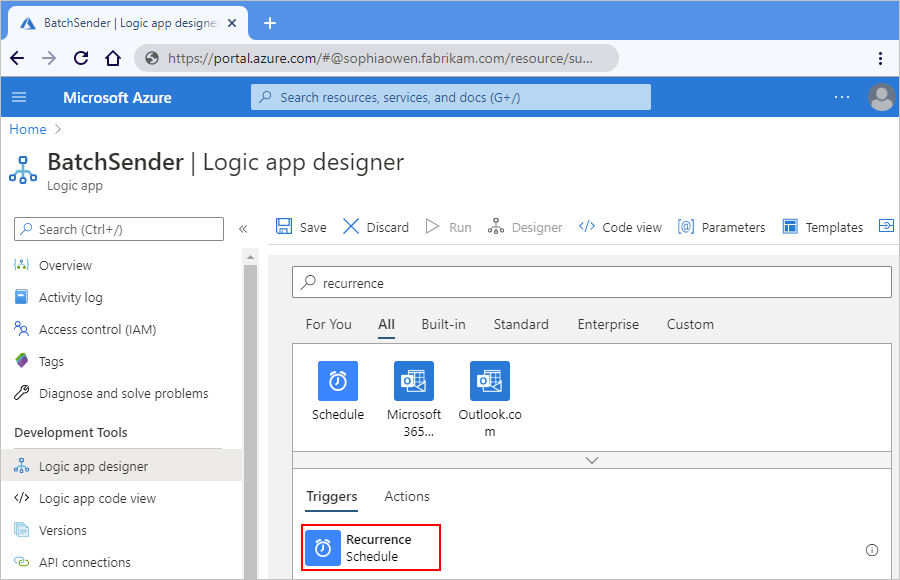 BatchSender | Logic app designer
https://portal.azure.com/#@sophiaowen.fabrikam.com/resource/su...
Microsoft Azure
Search resources, services, and docs (G+/)
Home
BatchSender | Logic app designer
Logic app
Search (Ctrl+/)
Overview
Activity log
Access control (IAM)
Tags
Diagnose and solve problems
Development Tools
Logic app designer
Logic app code view
Versions
API connections
Save
Discard
Run
Designer
Code view
Parameters
Templates
recurrence
For You
All
Built-in
Standard
Enterprise
Custom
Schedule
Microsoft
365...
Outlook.co
m
Triggers
Actions
Recurrence
Schedule